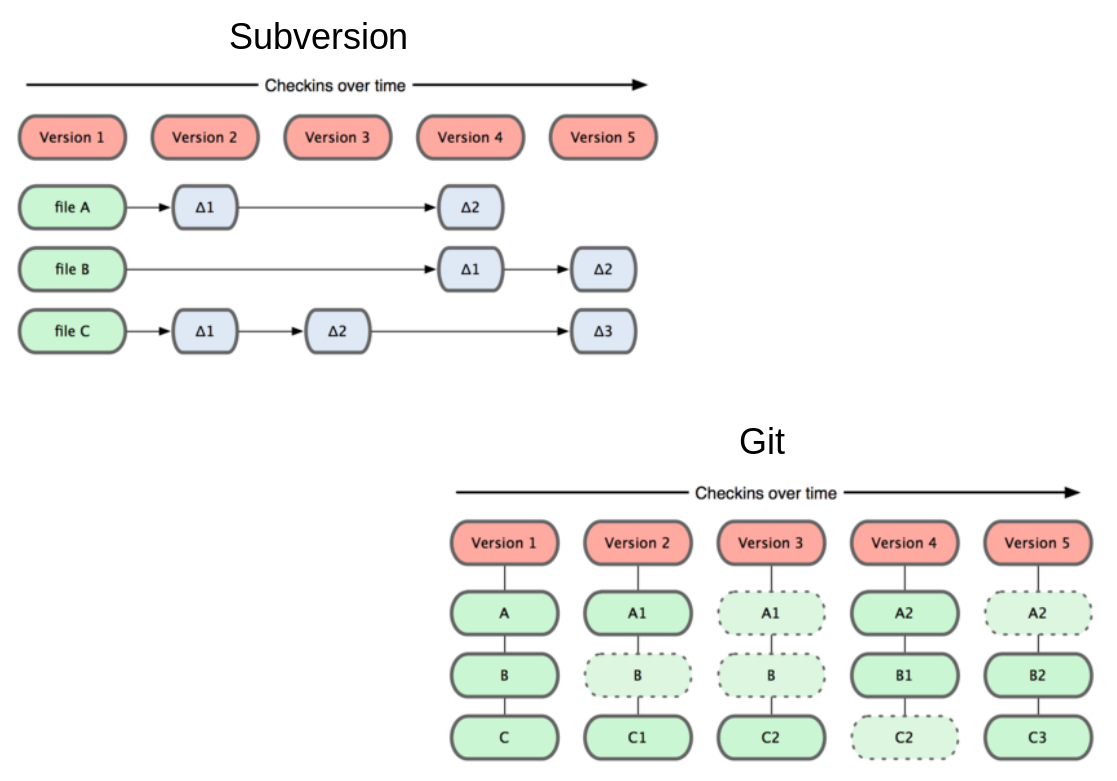 Subversion
Checkins over time
Version 1 Version 2 Version 3 Version 4 Version 5
file A Δ1 Δ2
file B Δ1 Δ2
file C Δ1 Δ2 Δ3
Git
Checkins over time
Version 1 Version 2 Version 3 Version 4 Version 5
A A1 A1 A2 A2
B B B B1 B2
C C1 C2 C2 C3